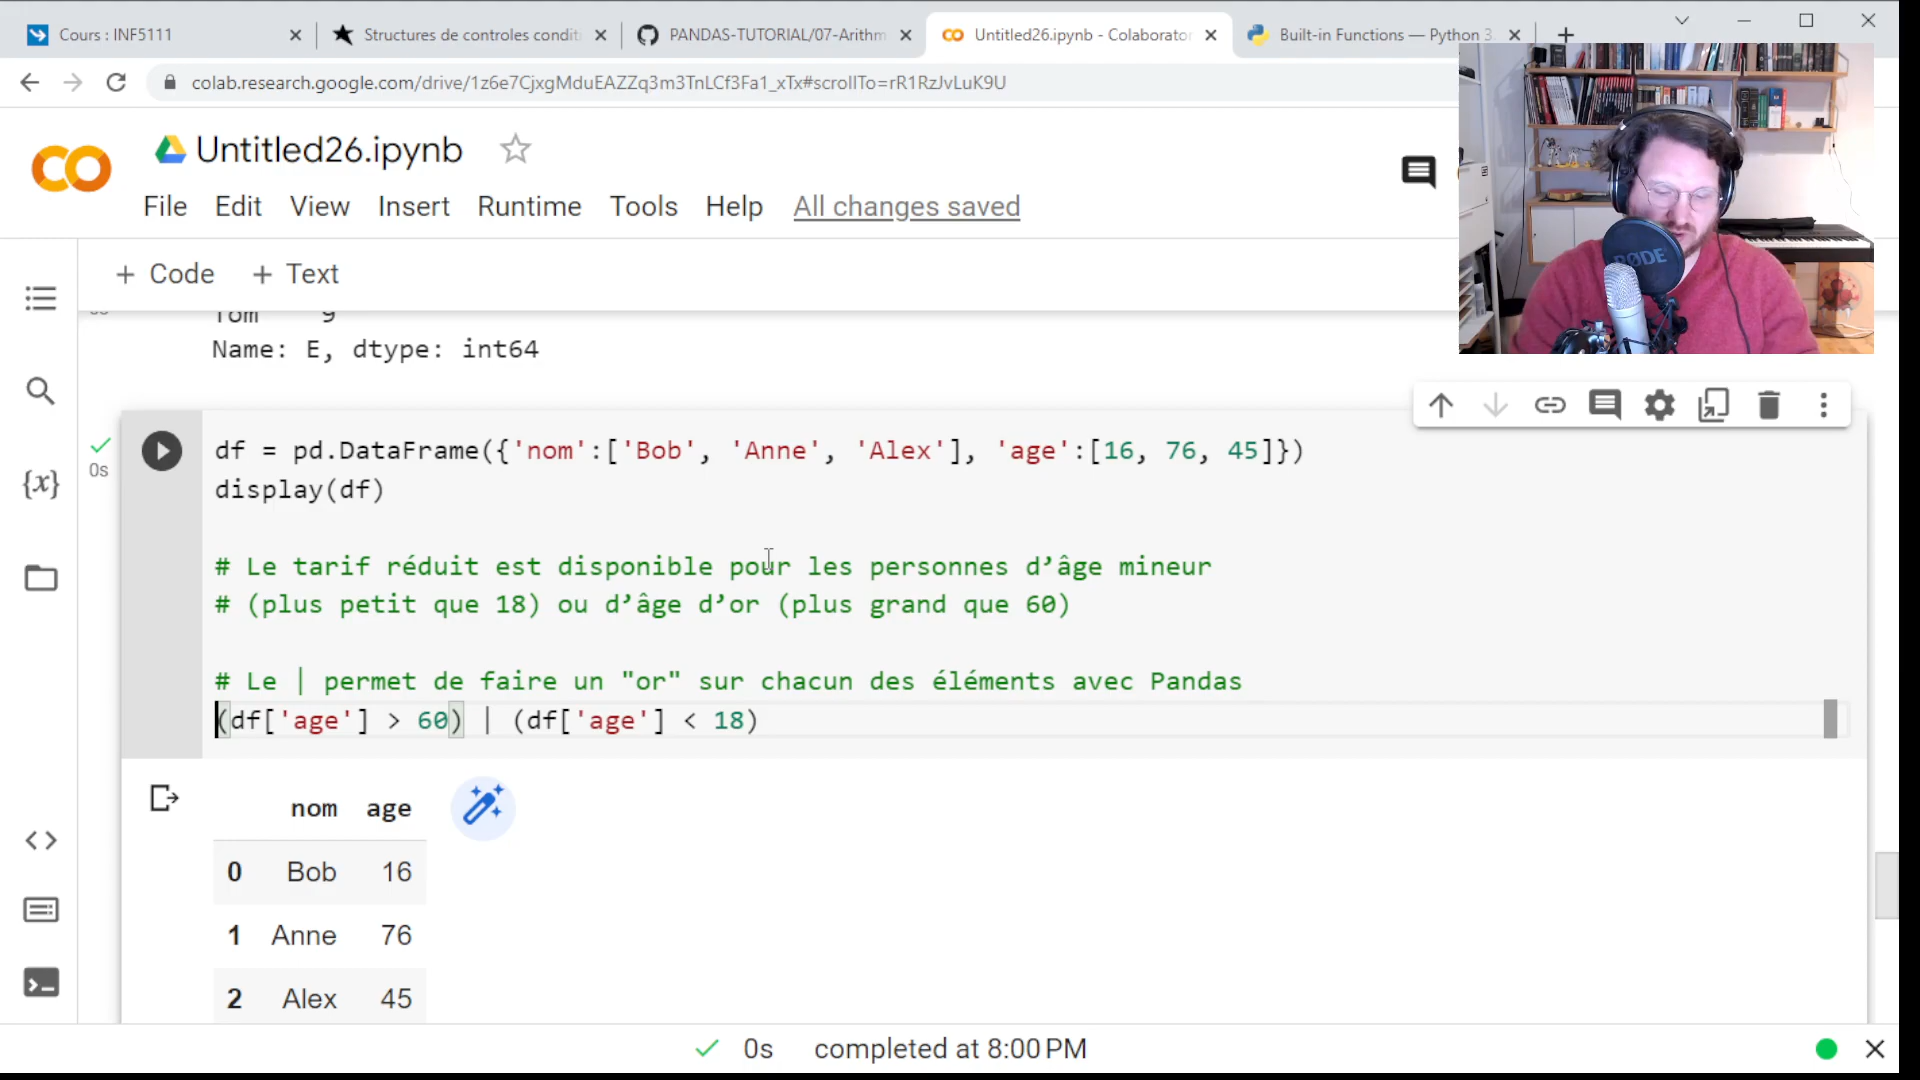 Cours : INF5111
Structures de controles condit
PANDAS-TUTORIAL/07-Arithm
Untitled26.ipynb - Colaborator
Built-in Functions — Python 3.
colab.research.google.com/drive/1z6e7CjxgMduEAZZq3m3TnLCf3Fa1_xTx#scrollTo=rR1RzJvLuK9U
CO
Untitled26.ipynb
File Edit View Insert Runtime Tools Help All changes saved
RØDE
+ Code + Text
Tom 9
Name: E, dtype: int64
{x}
0s
df = pd.DataFrame({'nom':['Bob', 'Anne', 'Alex'], 'age':[16, 76, 45]})
display(df)
# Le tarif réduit est disponible pour les personnes d’âge mineur
# (plus petit que 18) ou d’âge d’or (plus grand que 60)
# Le | permet de faire un "or" sur chacun des éléments avec Pandas
(df['age'] > 60) | (df['age'] < 18)
nom age
0 Bob 16
1 Anne 76
2 Alex 45
0s completed at 8:00 PM